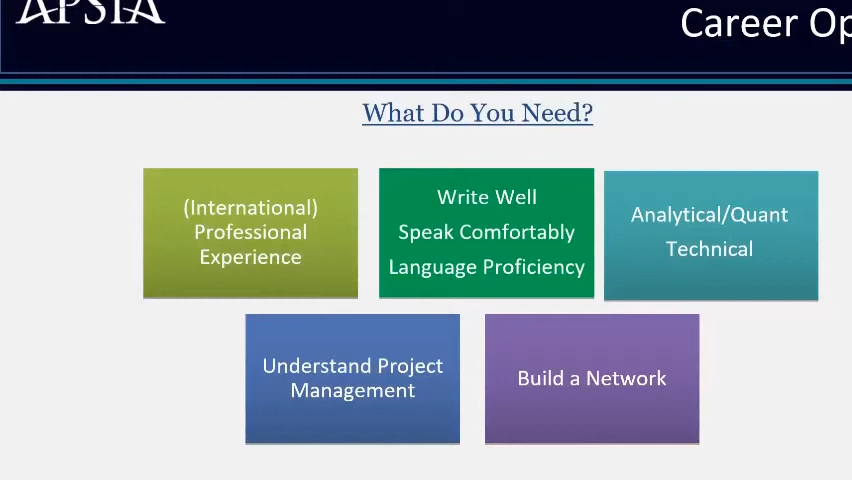 APSIA
Career Op
What Do You Need?
(International)
Professional
Experience
Write Well
Speak Comfortably
Language Proficiency
Analytical/Quant
Technical
Understand Project
Management
Build a Network